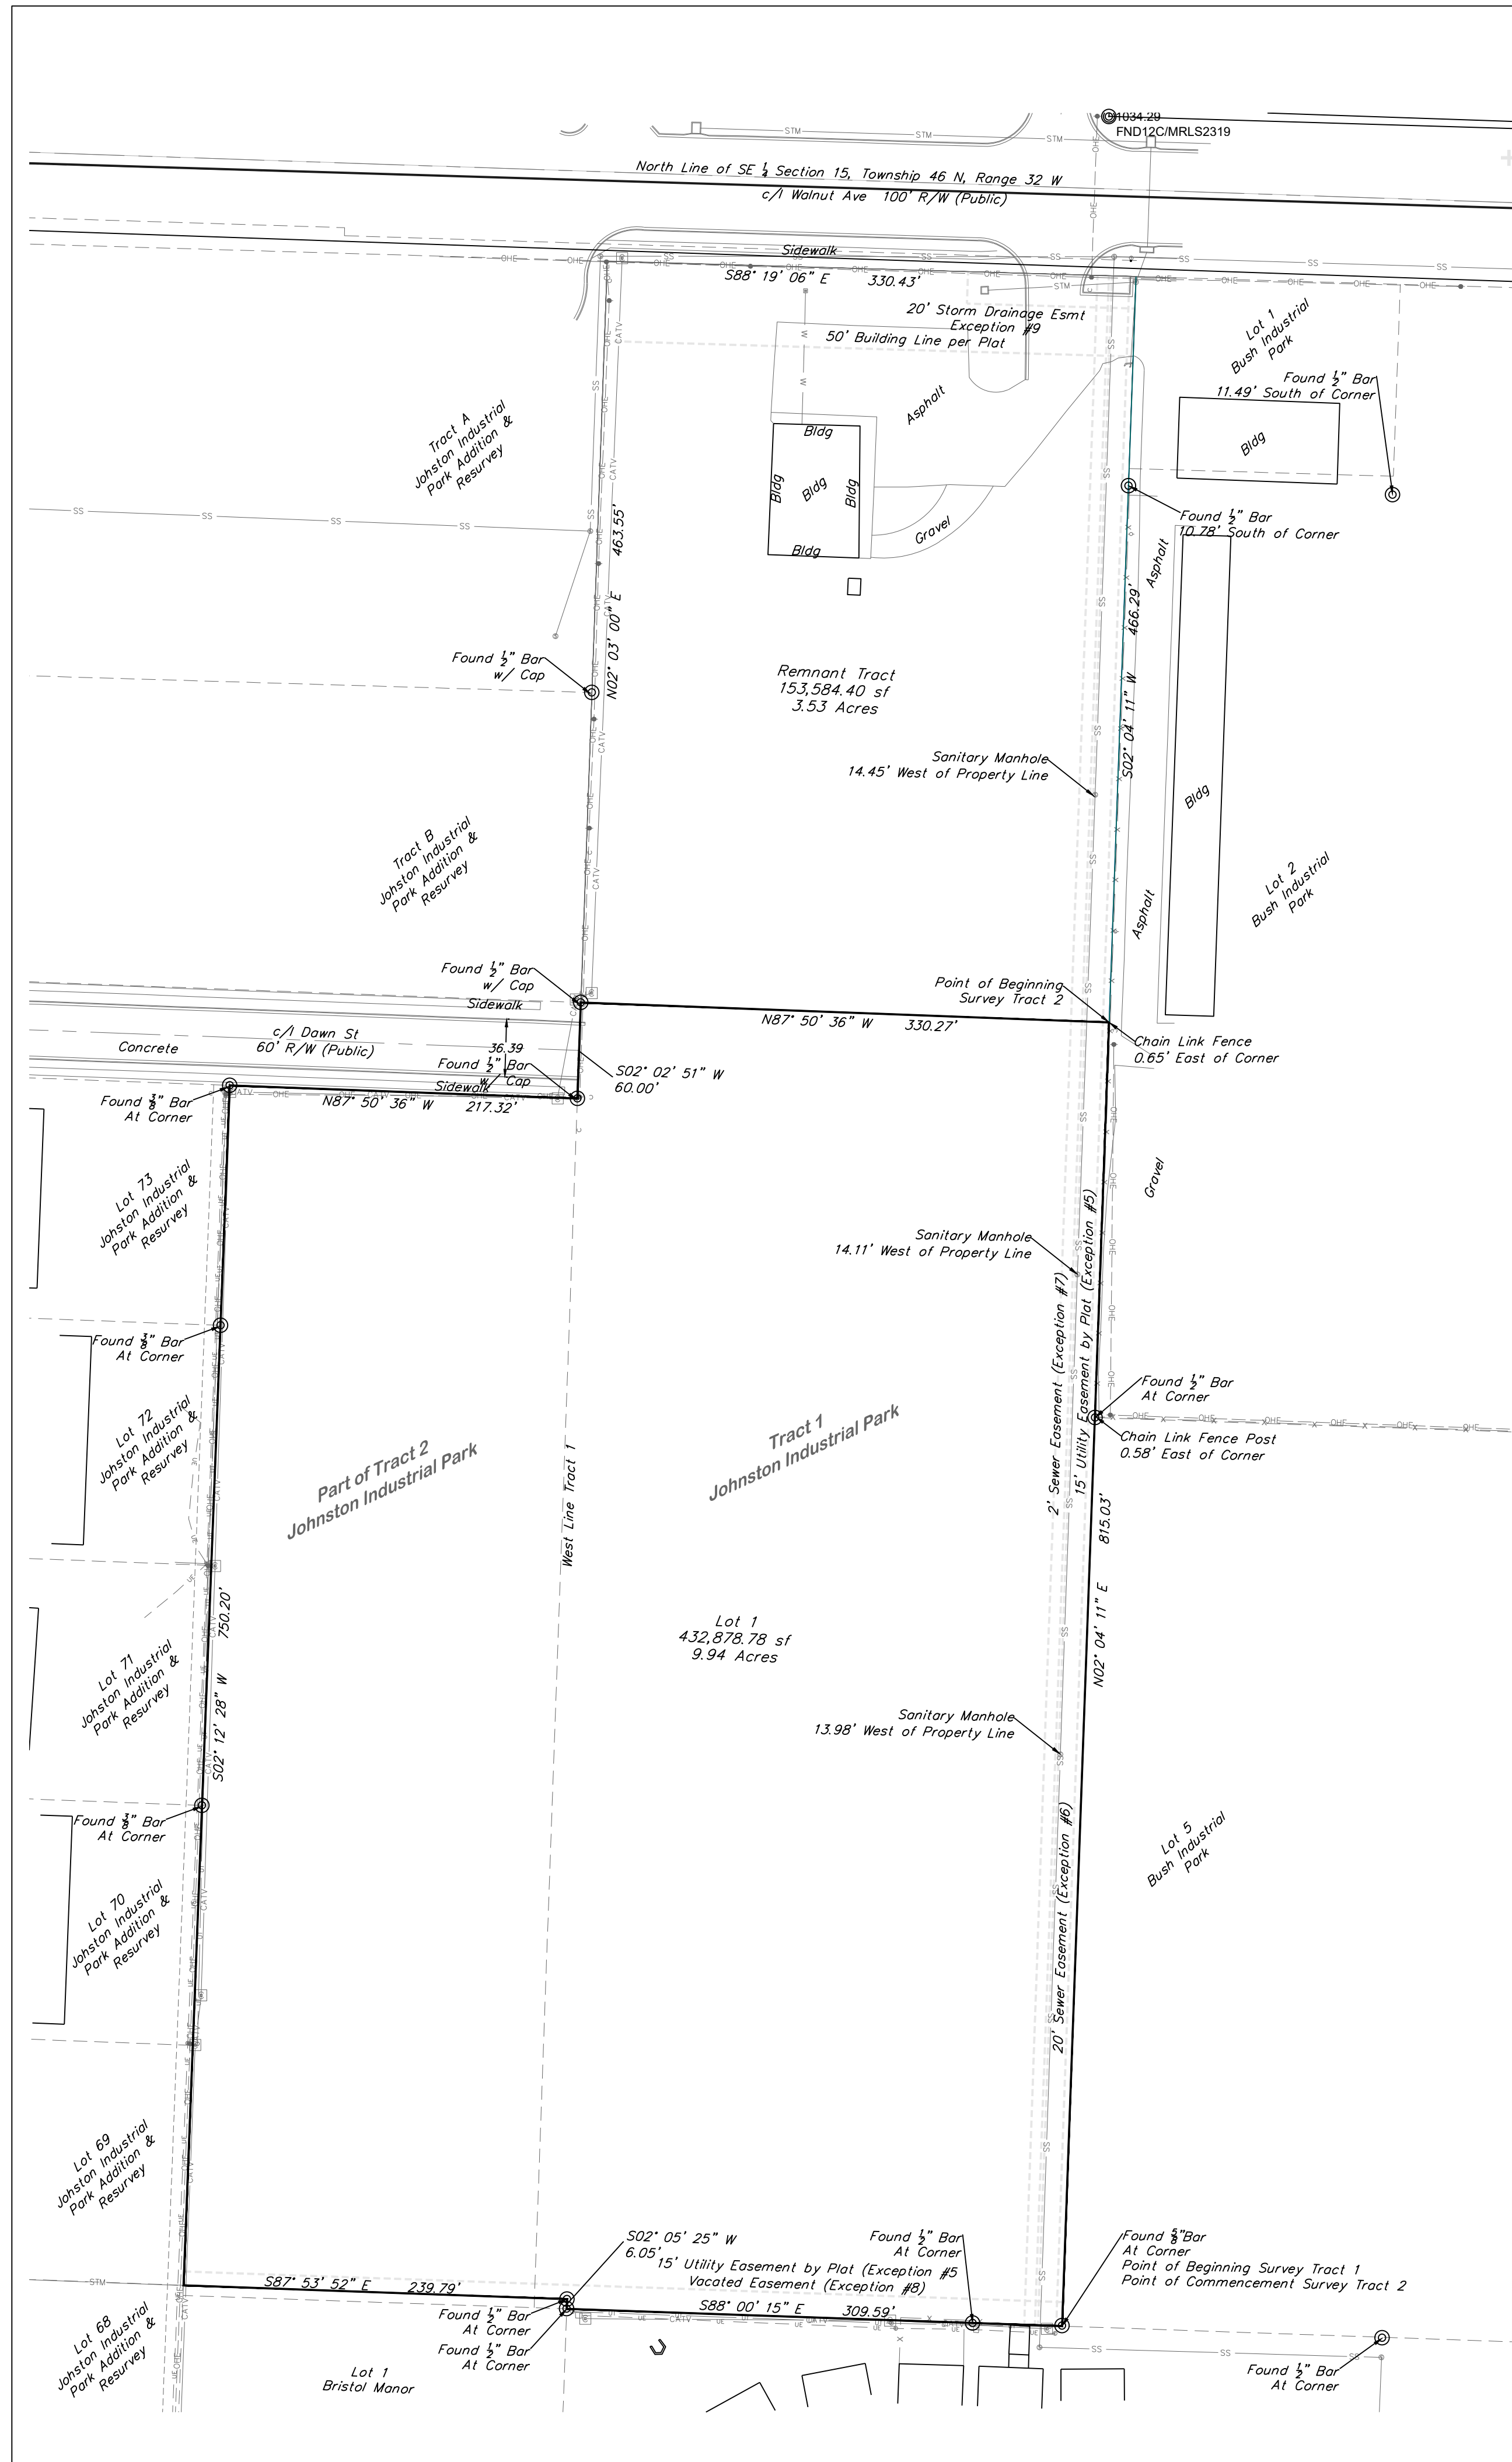 1034.29
FND12C/MRLS2319
STM
STM
STM
OHE
North Line of SE 1/4 Section 15, Township 46 N, Range 32 W
c/l Walnut Ave 100' R/W (Public)
OHE
Sidewalk
S88° 19' 06" E 330.43'
20' Storm Drainage Esmt
Exception #9
50' Building Line per Plat
STM
Lot 1
Bush Industrial
Park
Found 1/2" Bar
11.49' South of Corner
Bldg
Tract A
Johston Industrial
Park Addition &
Resurvey
Asphalt
Bldg
Bldg
Bldg
Bldg
Bldg
Gravel
Found 1/2" Bar
10.78' South of Corner
Asphalt
SS
SS
SS
SS
N02° 03' 00" E 463.55'
S02° 04' 11" W 466.29'
Found 1/2" Bar
w/ Cap
Remnant Tract
153,584.40 sf
3.53 Acres
Sanitary Manhole
14.45' West of Property Line
Bldg
Tract B
Johston Industrial
Park Addition &
Resurvey
Lot 2
Bush Industrial
Park
Asphalt
Found 1/2" Bar
w/ Cap
Sidewalk
Point of Beginning
Survey Tract 2
N87° 50' 36" W 330.27'
c/l Dawn St
60' R/W (Public)
Concrete
36.39
Found 1/2" Bar
w/ Cap
Sidewalk
S02° 02' 51" W
60.00'
Chain Link Fence
0.65' East of Corner
Found 3/8" Bar
At Corner
N87° 50' 36" W 217.32'
Lot 73
Johston Industrial
Park Addition &
Resurvey
Gravel
Sanitary Manhole
14.11' West of Property Line
2' Sewer Easement (Exception #7)
15' Utility Easement by Plat (Exception #5)
Found 3/8" Bar
At Corner
Found 1/2" Bar
At Corner
Chain Link Fence Post
0.58' East of Corner
Lot 72
Johston Industrial
Park Addition &
Resurvey
Part of Tract 2
Johnston Industrial Park
West Line Tract 1
Tract 1
Johnston Industrial Park
N02° 04' 11" E 815.03'
S02° 12' 28" W 750.20'
Lot 1
432,878.78 sf
9.94 Acres
Lot 71
Johston Industrial
Park Addition &
Resurvey
Sanitary Manhole
13.98' West of Property Line
Found 3/8" Bar
At Corner
20' Sewer Easement (Exception #6)
Lot 5
Bush Industrial
Park
Lot 70
Johston Industrial
Park Addition &
Resurvey
Lot 69
Johston Industrial
Park Addition &
Resurvey
S02° 05' 25" W
6.05'
Found 1/2" Bar
At Corner
15' Utility Easement by Plat (Exception #5
Vacated Easement (Exception #8)
Found 5/8"Bar
At Corner
Point of Beginning Survey Tract 1
Point of Commencement Survey Tract 2
STM
S87° 53' 52" E 239.79'
S88° 00' 15" E 309.59'
Found 1/2" Bar
At Corner
Found 1/2" Bar
At Corner
Lot 68
Johston Industrial
Park Addition &
Resurvey
Lot 1
Bristol Manor
SS
SS
SS
Found 1/2" Bar
At Corner